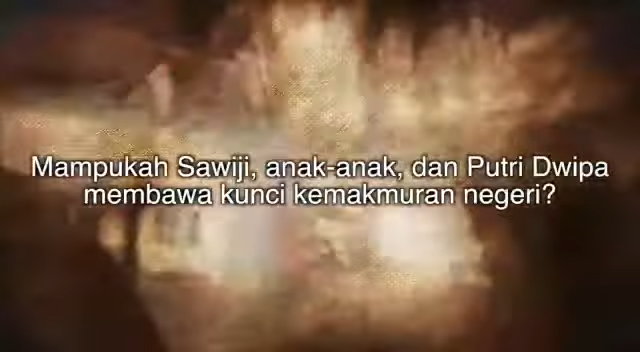 Mampukah Sawiji, anak-anak, dan Putri Dwipa
membawa kunci kemakmuran negeri?